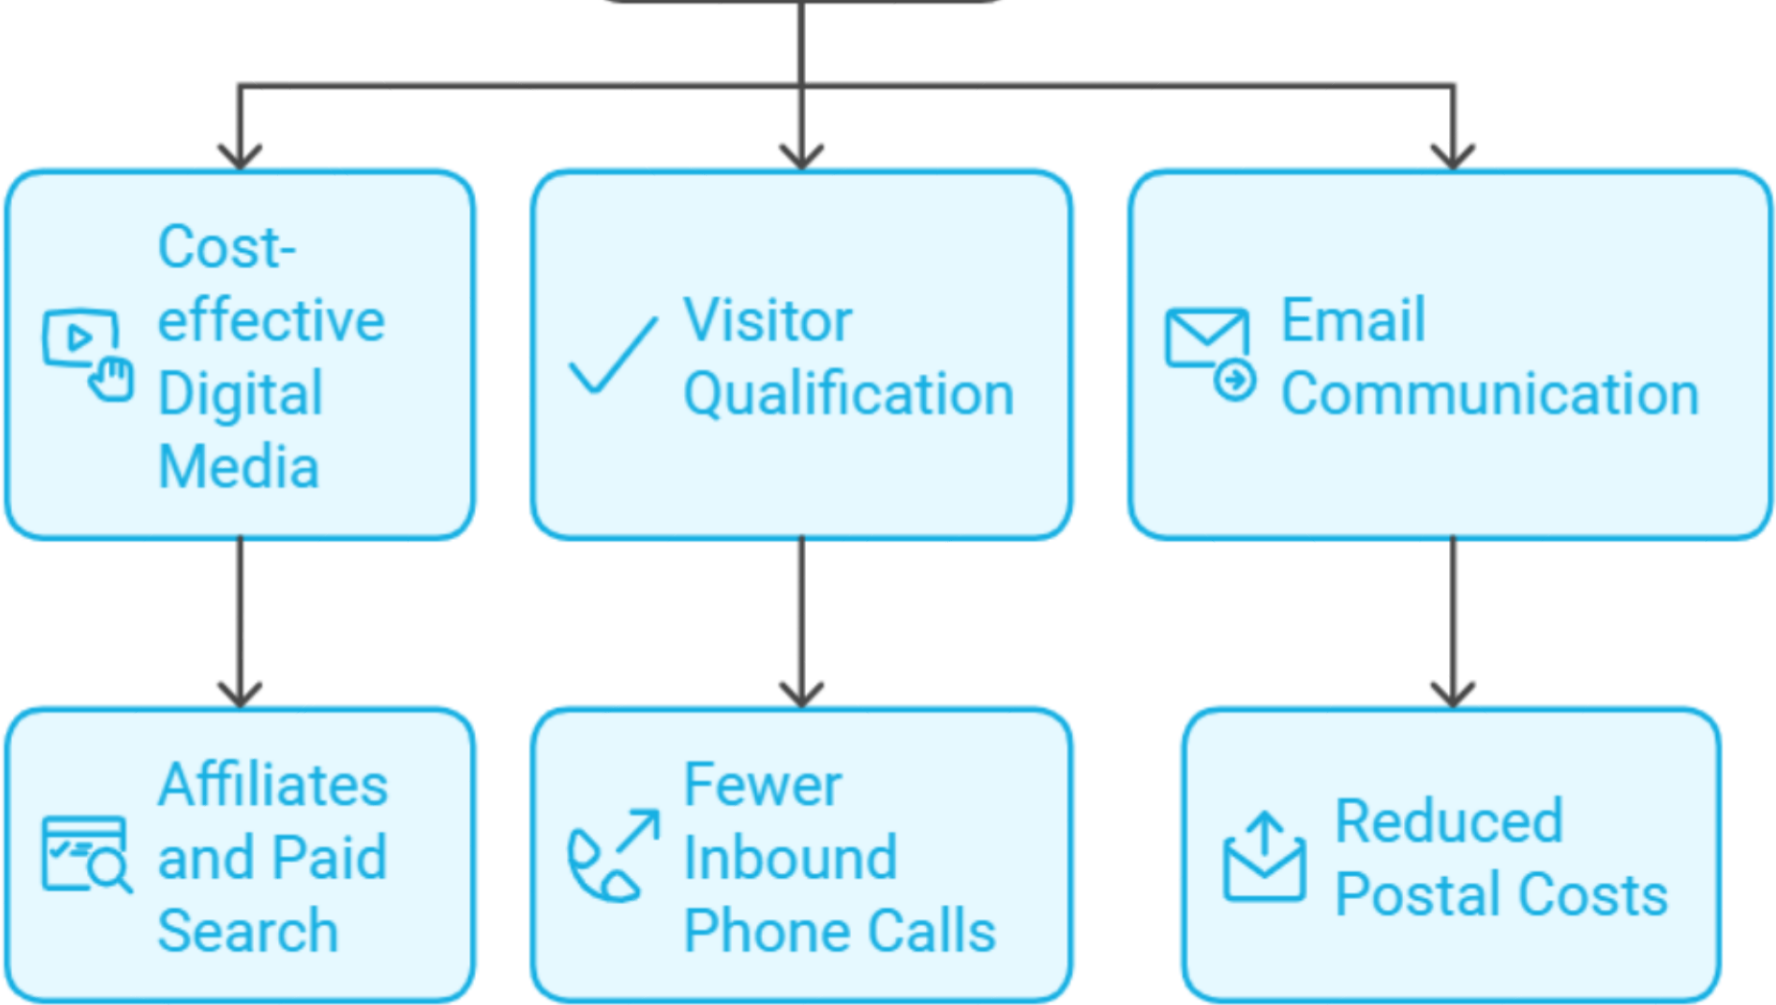 Cost-
effective
Digital
Media
Visitor
Qualification
Email
Communication
Affiliates
and Paid
Search
Fewer
Inbound
Phone Calls
Reduced
Postal Costs